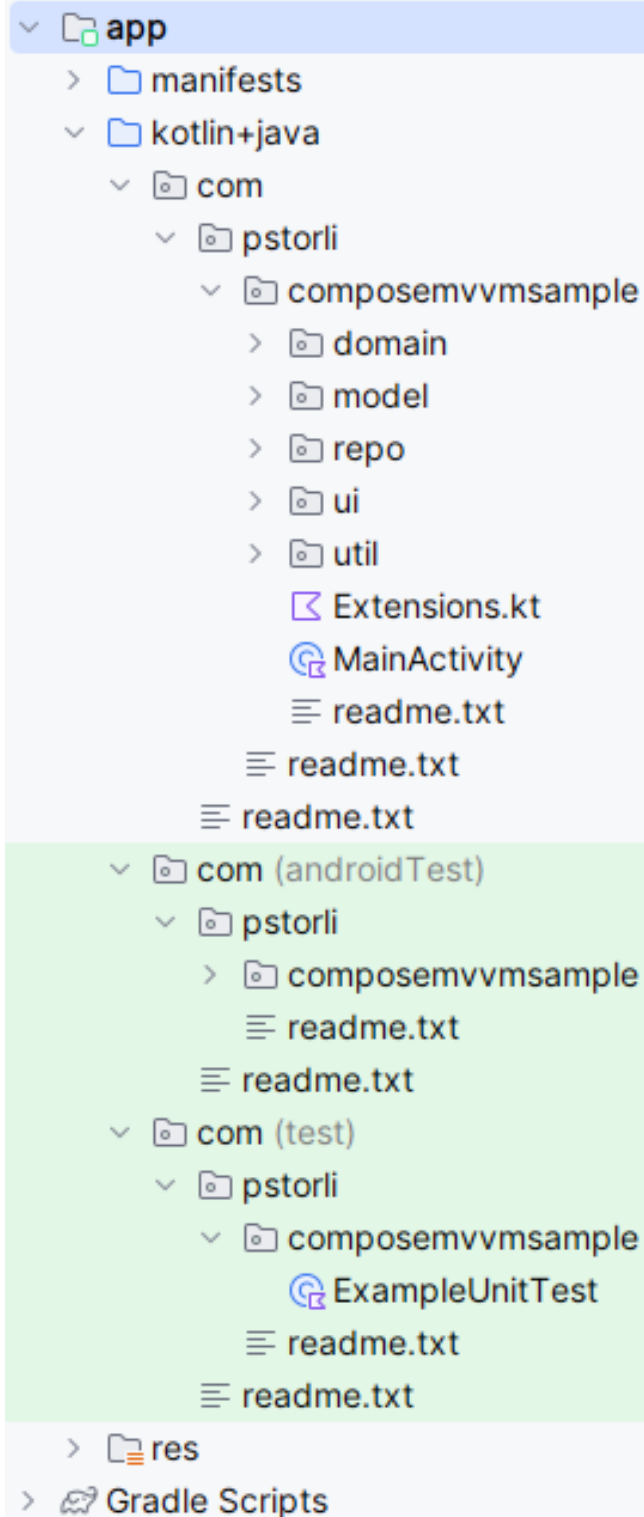 app
manifests
kotlin+java
com
pstorli
composemvvmsample
domain
model
repo
ui
util
Extensions.kt
MainActivity
readme.txt
readme.txt
readme.txt
com (androidTest)
pstorli
composemvvmsample
readme.txt
readme.txt
com (test)
pstorli
composemvvmsample
ExampleUnitTest
readme.txt
readme.txt
res
Gradle Scripts